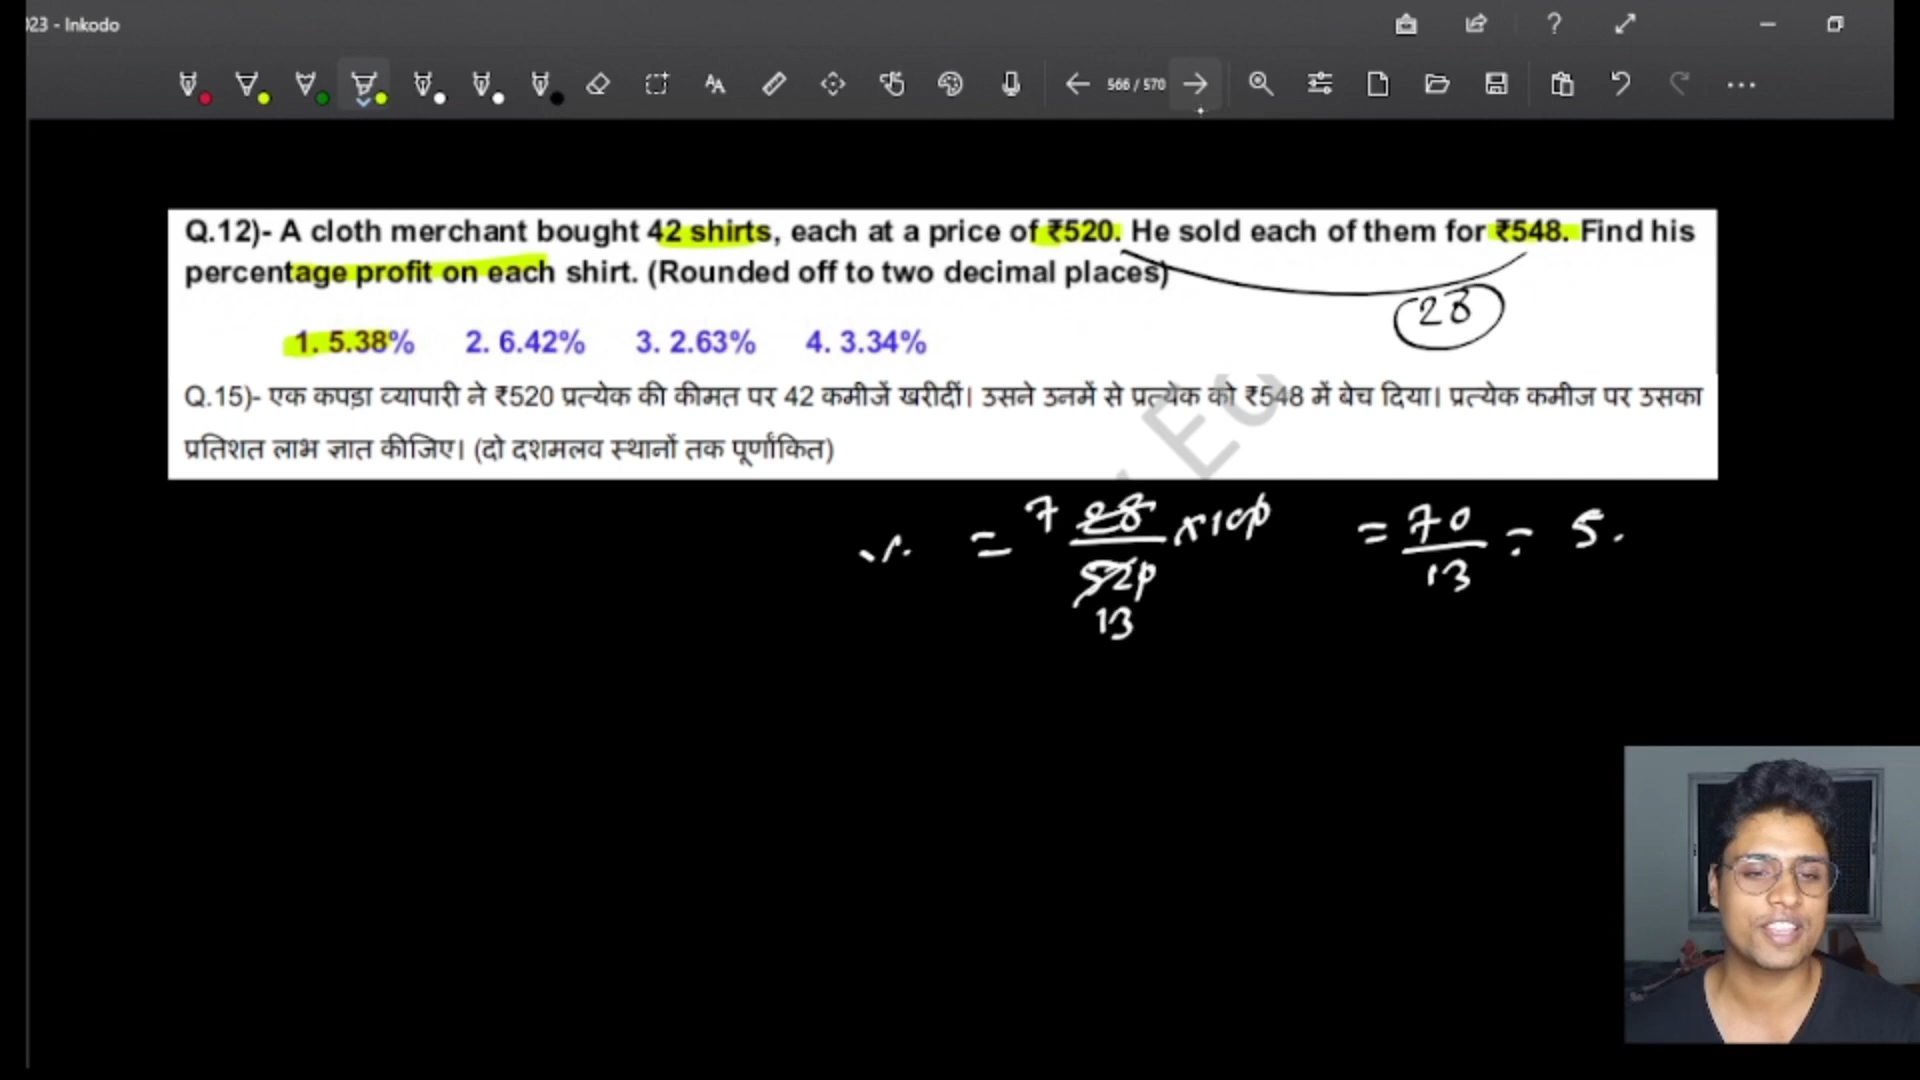 023 - Inkodo
566 / 570
Q.12)- A cloth merchant bought 42 shirts, each at a price of ₹520. He sold each of them for ₹548. Find his
percentage profit on each shirt. (Rounded off to two decimal places)
28
1. 5.38% 2. 6.42% 3. 2.63% 4. 3.34%
Q.15)- एक कपड़ा व्यापारी ने ₹520 प्रत्येक की कीमत पर 42 कमीजें खरीदीं। उसने उनमें से प्रत्येक को ₹548 में बेच दिया। प्रत्येक कमीज पर उसका
प्रतिशत लाभ ज्ञात कीजिए। (दो दशमलव स्थानों तक पूर्णांकित)
% = 7 28/520 x100 = 70/13 = 5.
13